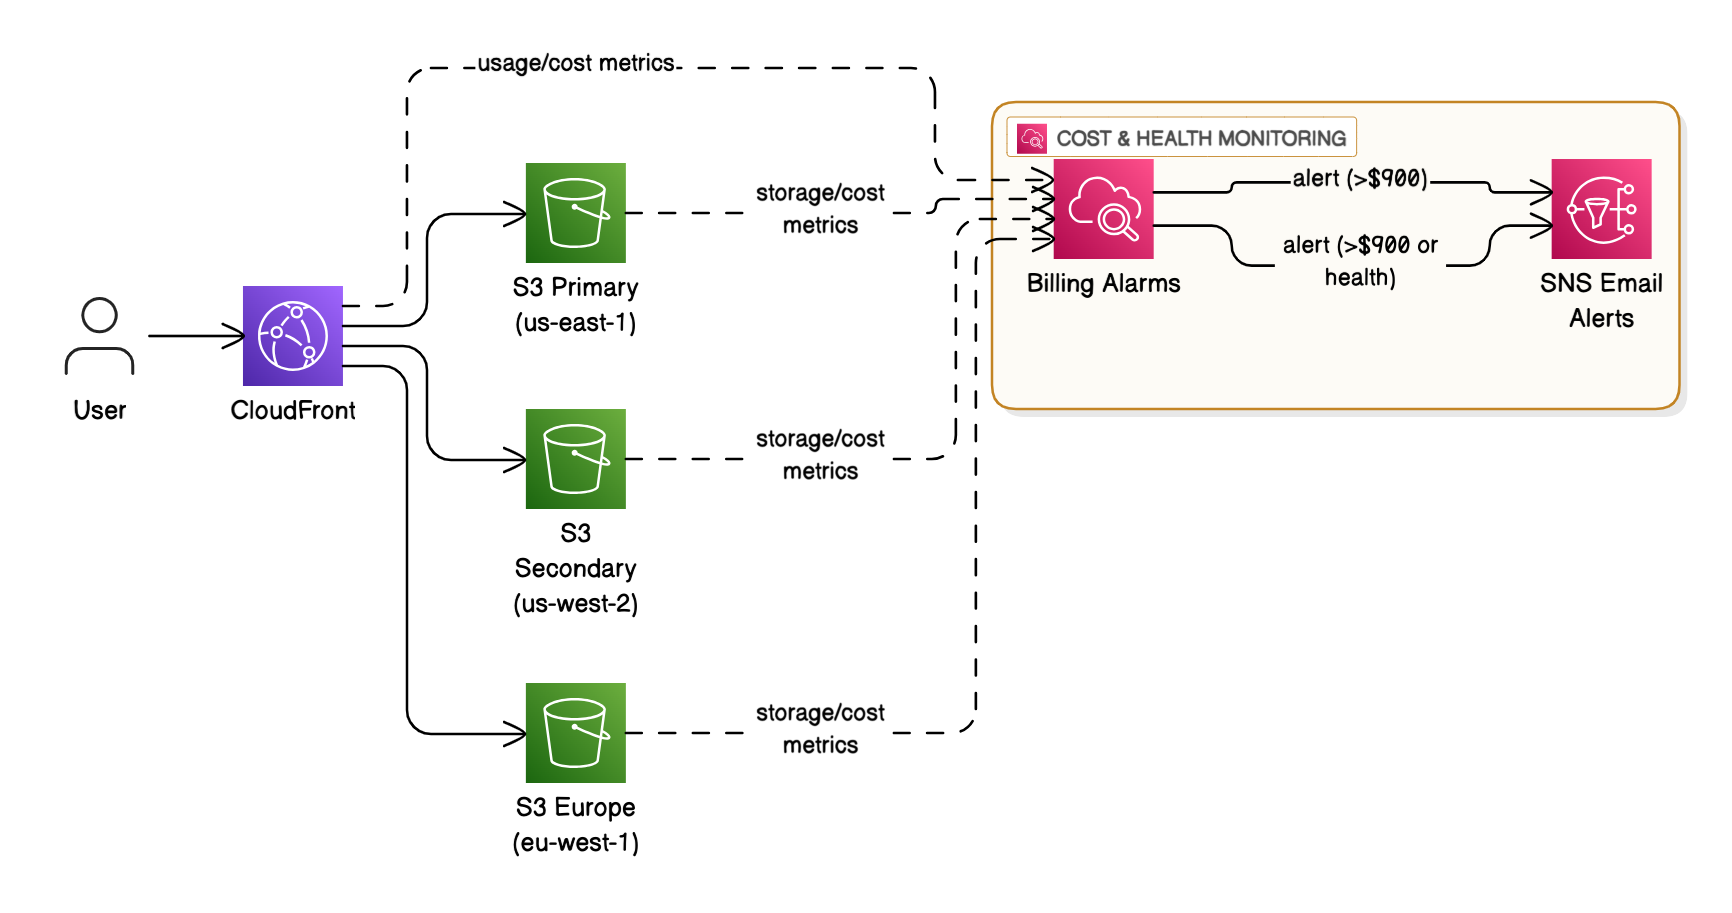 usage/cost metrics
COST & HEALTH MONITORING
storage/cost
metrics
alert (>$900)
alert (>$900 or
health)
Billing Alarms
SNS Email
Alerts
S3 Primary
(us-east-1)
User
CloudFront
storage/cost
metrics
S3
Secondary
(us-west-2)
storage/cost
metrics
S3 Europe
(eu-west-1)